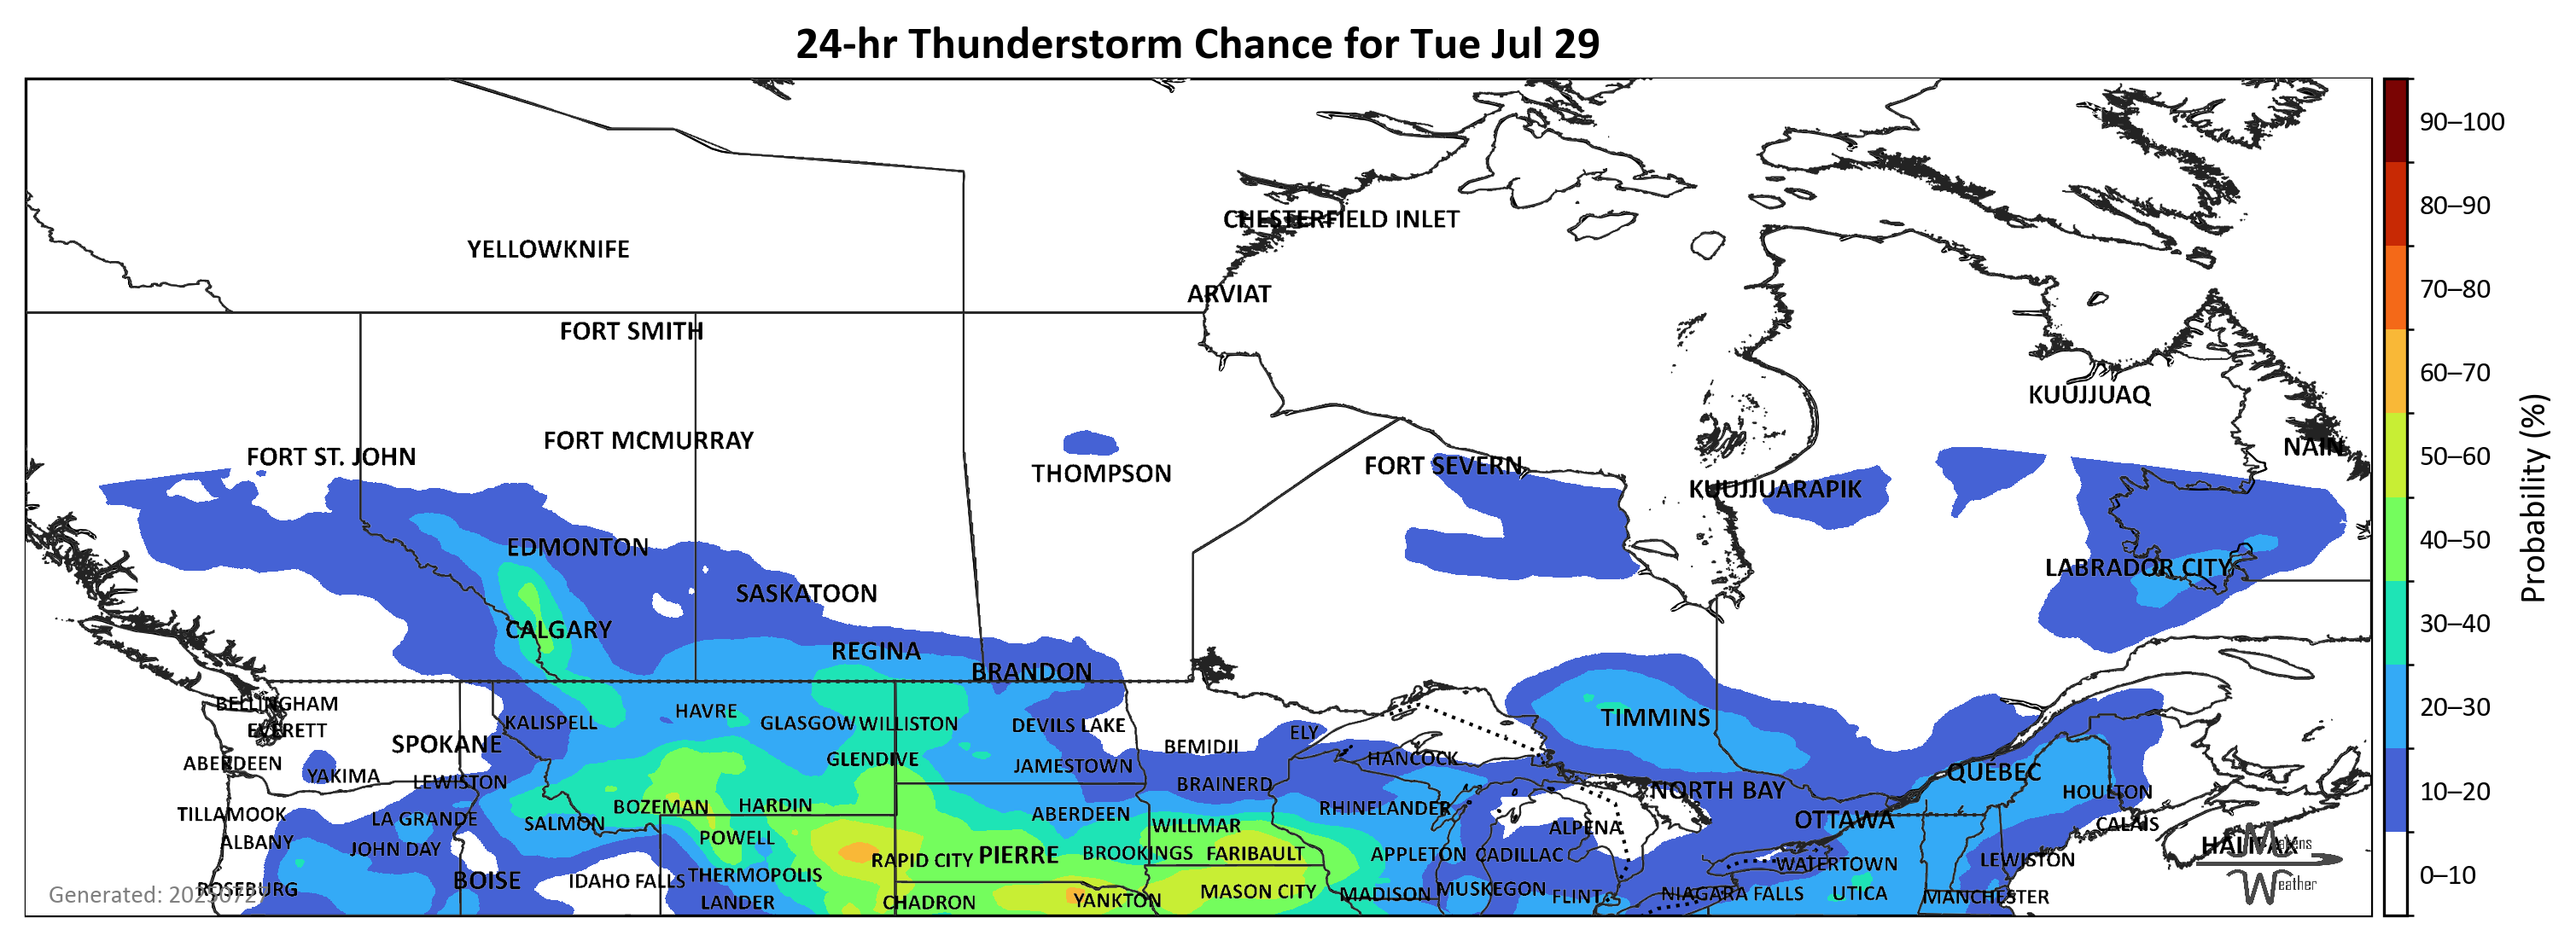 24-hr Thunderstorm Chance for Tue Jul 29
90–100
80–90
CHESTERFIELD INLET
YELLOWKNIFE
70–80
ARVIAT
FORT SMITH
60–70
KUUJJUAQ
FORT MCMURRAY
NAIN
50–60
FORT ST. JOHN
THOMPSON
FORT SEVERN
KUUJJUARAPIK
Probability (%)
40–50
EDMONTON
LABRADOR CITY
SASKATOON
30–40
CALGARY
REGINA
BRANDON
BELLINGHAM
20–30
HAVRE
TIMMINS
KALISPELL
GLASGOW
WILLISTON
DEVILS LAKE
EVERETT
ELY
SPOKANE
BEMIDJI
HANCOCK
ABERDEEN
GLENDIVE
JAMESTOWN
QUEBEC
YAKIMA
LEWISTON
BRAINERD
NORTH BAY
HOULTON
10–20
BOZEMAN
HARDIN
RHINELANDER
TILLAMOOK
LA GRANDE
SALMON
ABERDEEN
WILLMAR
ALPENA
OTTAWA
CALAIS
ALBANY
JOHN DAY
POWELL
HALIFAX
Makens
Weather
RAPID CITY
PIERRE
BROOKINGS
FARIBAULT
APPLETON
CADILLAC
WATERTOWN
LEWISTON
0–10
BOISE
IDAHO FALLS
THERMOPOLIS
ROSEBURG
Generated: 20250727
LANDER
CHADRON
YANKTON
MASON CITY
MADISON
MUSKEGON
FLINT
NIAGARA FALLS
UTICA
MANCHESTER